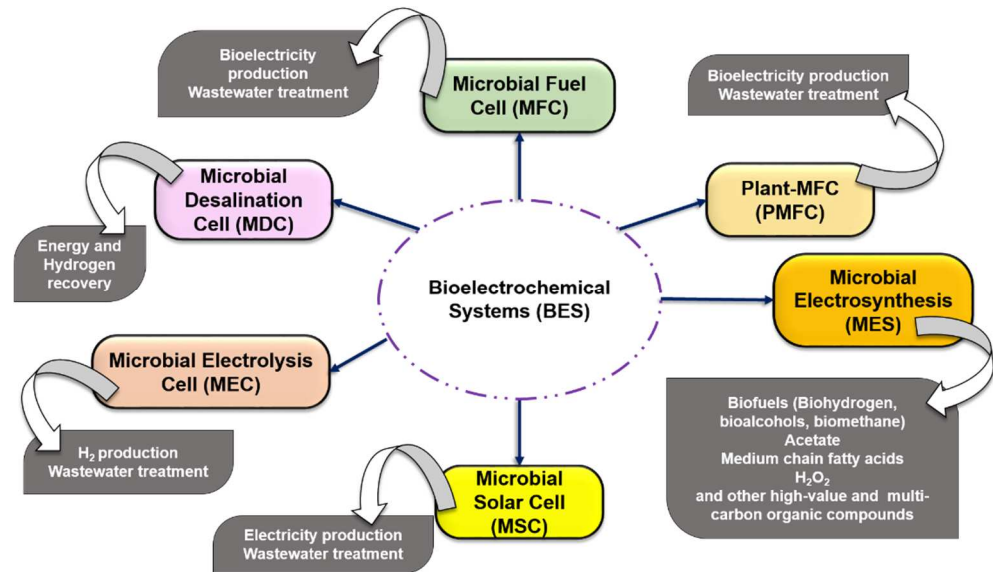 Bioelectricity
production
Wastewater treatment
Microbial Fuel
Cell (MFC)
Bioelectricity production
Wastewater treatment
Microbial
Desalination
Cell (MDC)
Plant-MFC
(PMFC)
Energy and
Hydrogen
recovery
Bioelectrochemical
Systems (BES)
Microbial
Electrosynthesis
(MES)
Microbial Electrolysis
Cell (MEC)
Biofuels (Biohydrogen,
bioalcohols, biomethane)
Acetate
Medium chain fatty acids
H₂O₂
and other high-value and multi-
carbon organic compounds
H₂ production
Wastewater treatment
Microbial
Solar Cell
(MSC)
Electricity production
Wastewater treatment